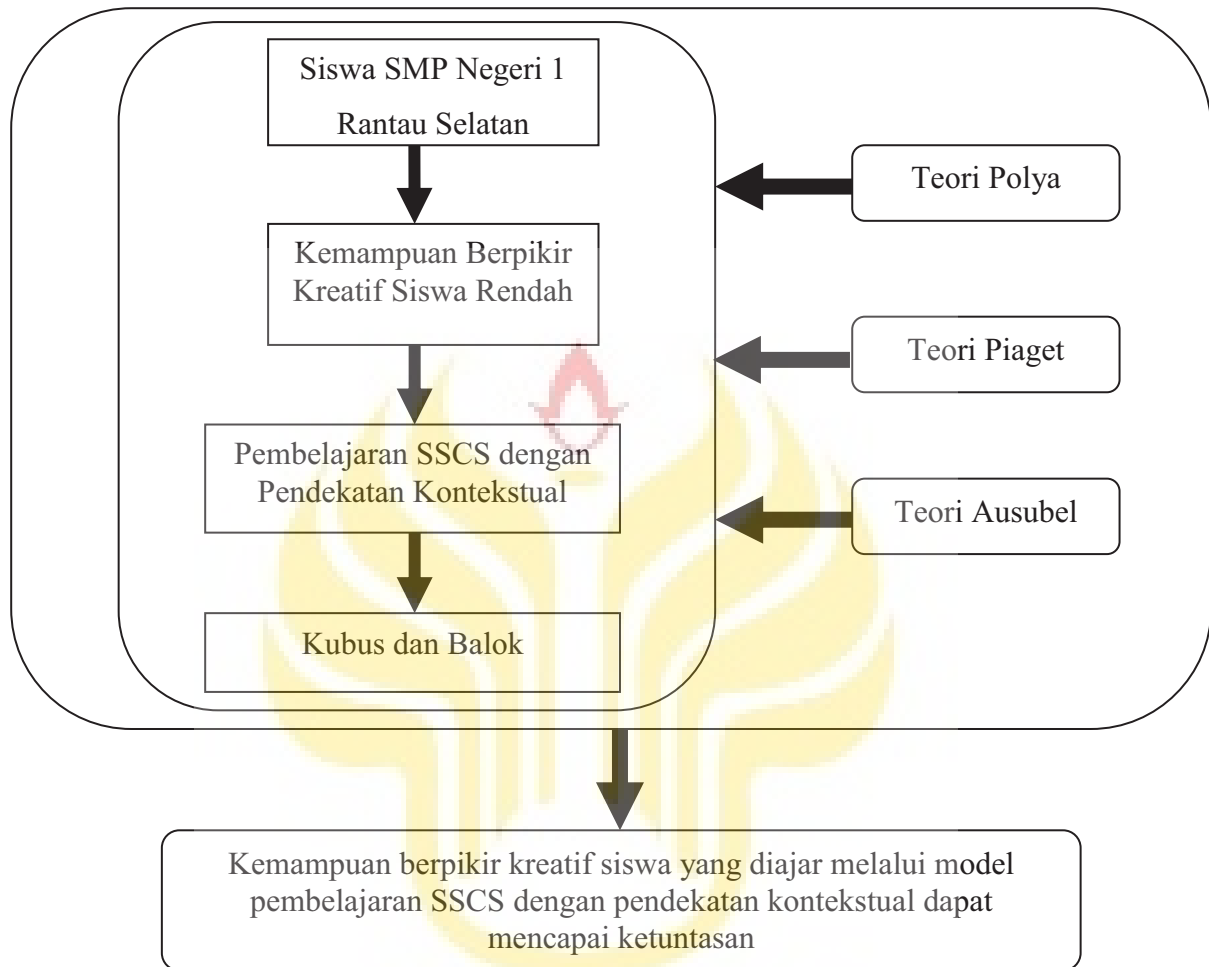 Siswa SMP Negeri 1
Rantau Selatan
Teori Polya
Kemampuan Berpikir
Kreatif Siswa Rendah
Teori Piaget
Pembelajaran SSCS dengan
Pendekatan Kontekstual
Teori Ausubel
Kubus dan Balok
Kemampuan berpikir kreatif siswa yang diajar melalui model
pembelajaran SSCS dengan pendekatan kontekstual dapat
mencapai ketuntasan